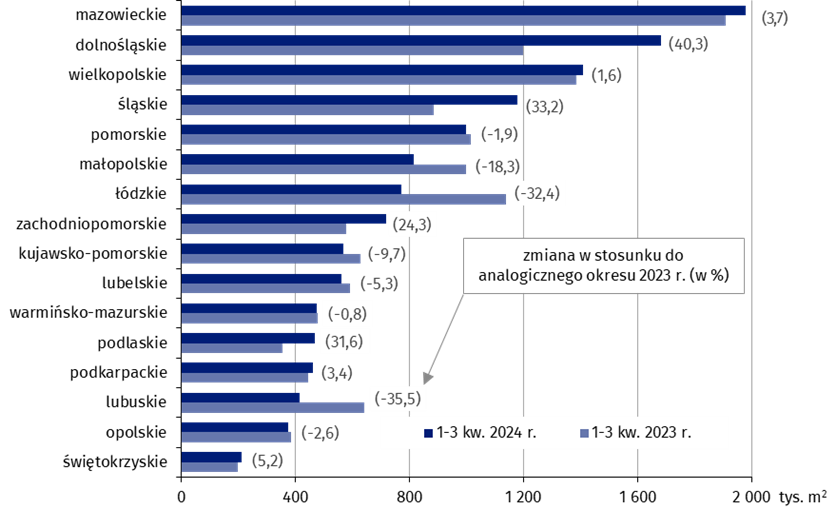 mazowieckie (3,7)
dolnośląskie (40,3)
wielkopolskie (1,6)
śląskie (33,2)
pomorskie (-1,9)
małopolskie (-18,3)
łódzkie (-32,4)
zachodniopomorskie (24,3)
kujawsko-pomorskie (-9,7)
zmiana w stosunku do
analogicznego okresu 2023 r. (w %)
lubelskie (-5,3)
warmińsko-mazurskie (-0,8)
podlaskie (31,6)
podkarpackie (3,4)
lubuskie (-35,5)
opolskie (-2,6)
1-3 kw. 2024 r. 1-3 kw. 2023 r.
świętokrzyskie (5,2)
0 400 800 1 200 1 600 2 000 tys. m²